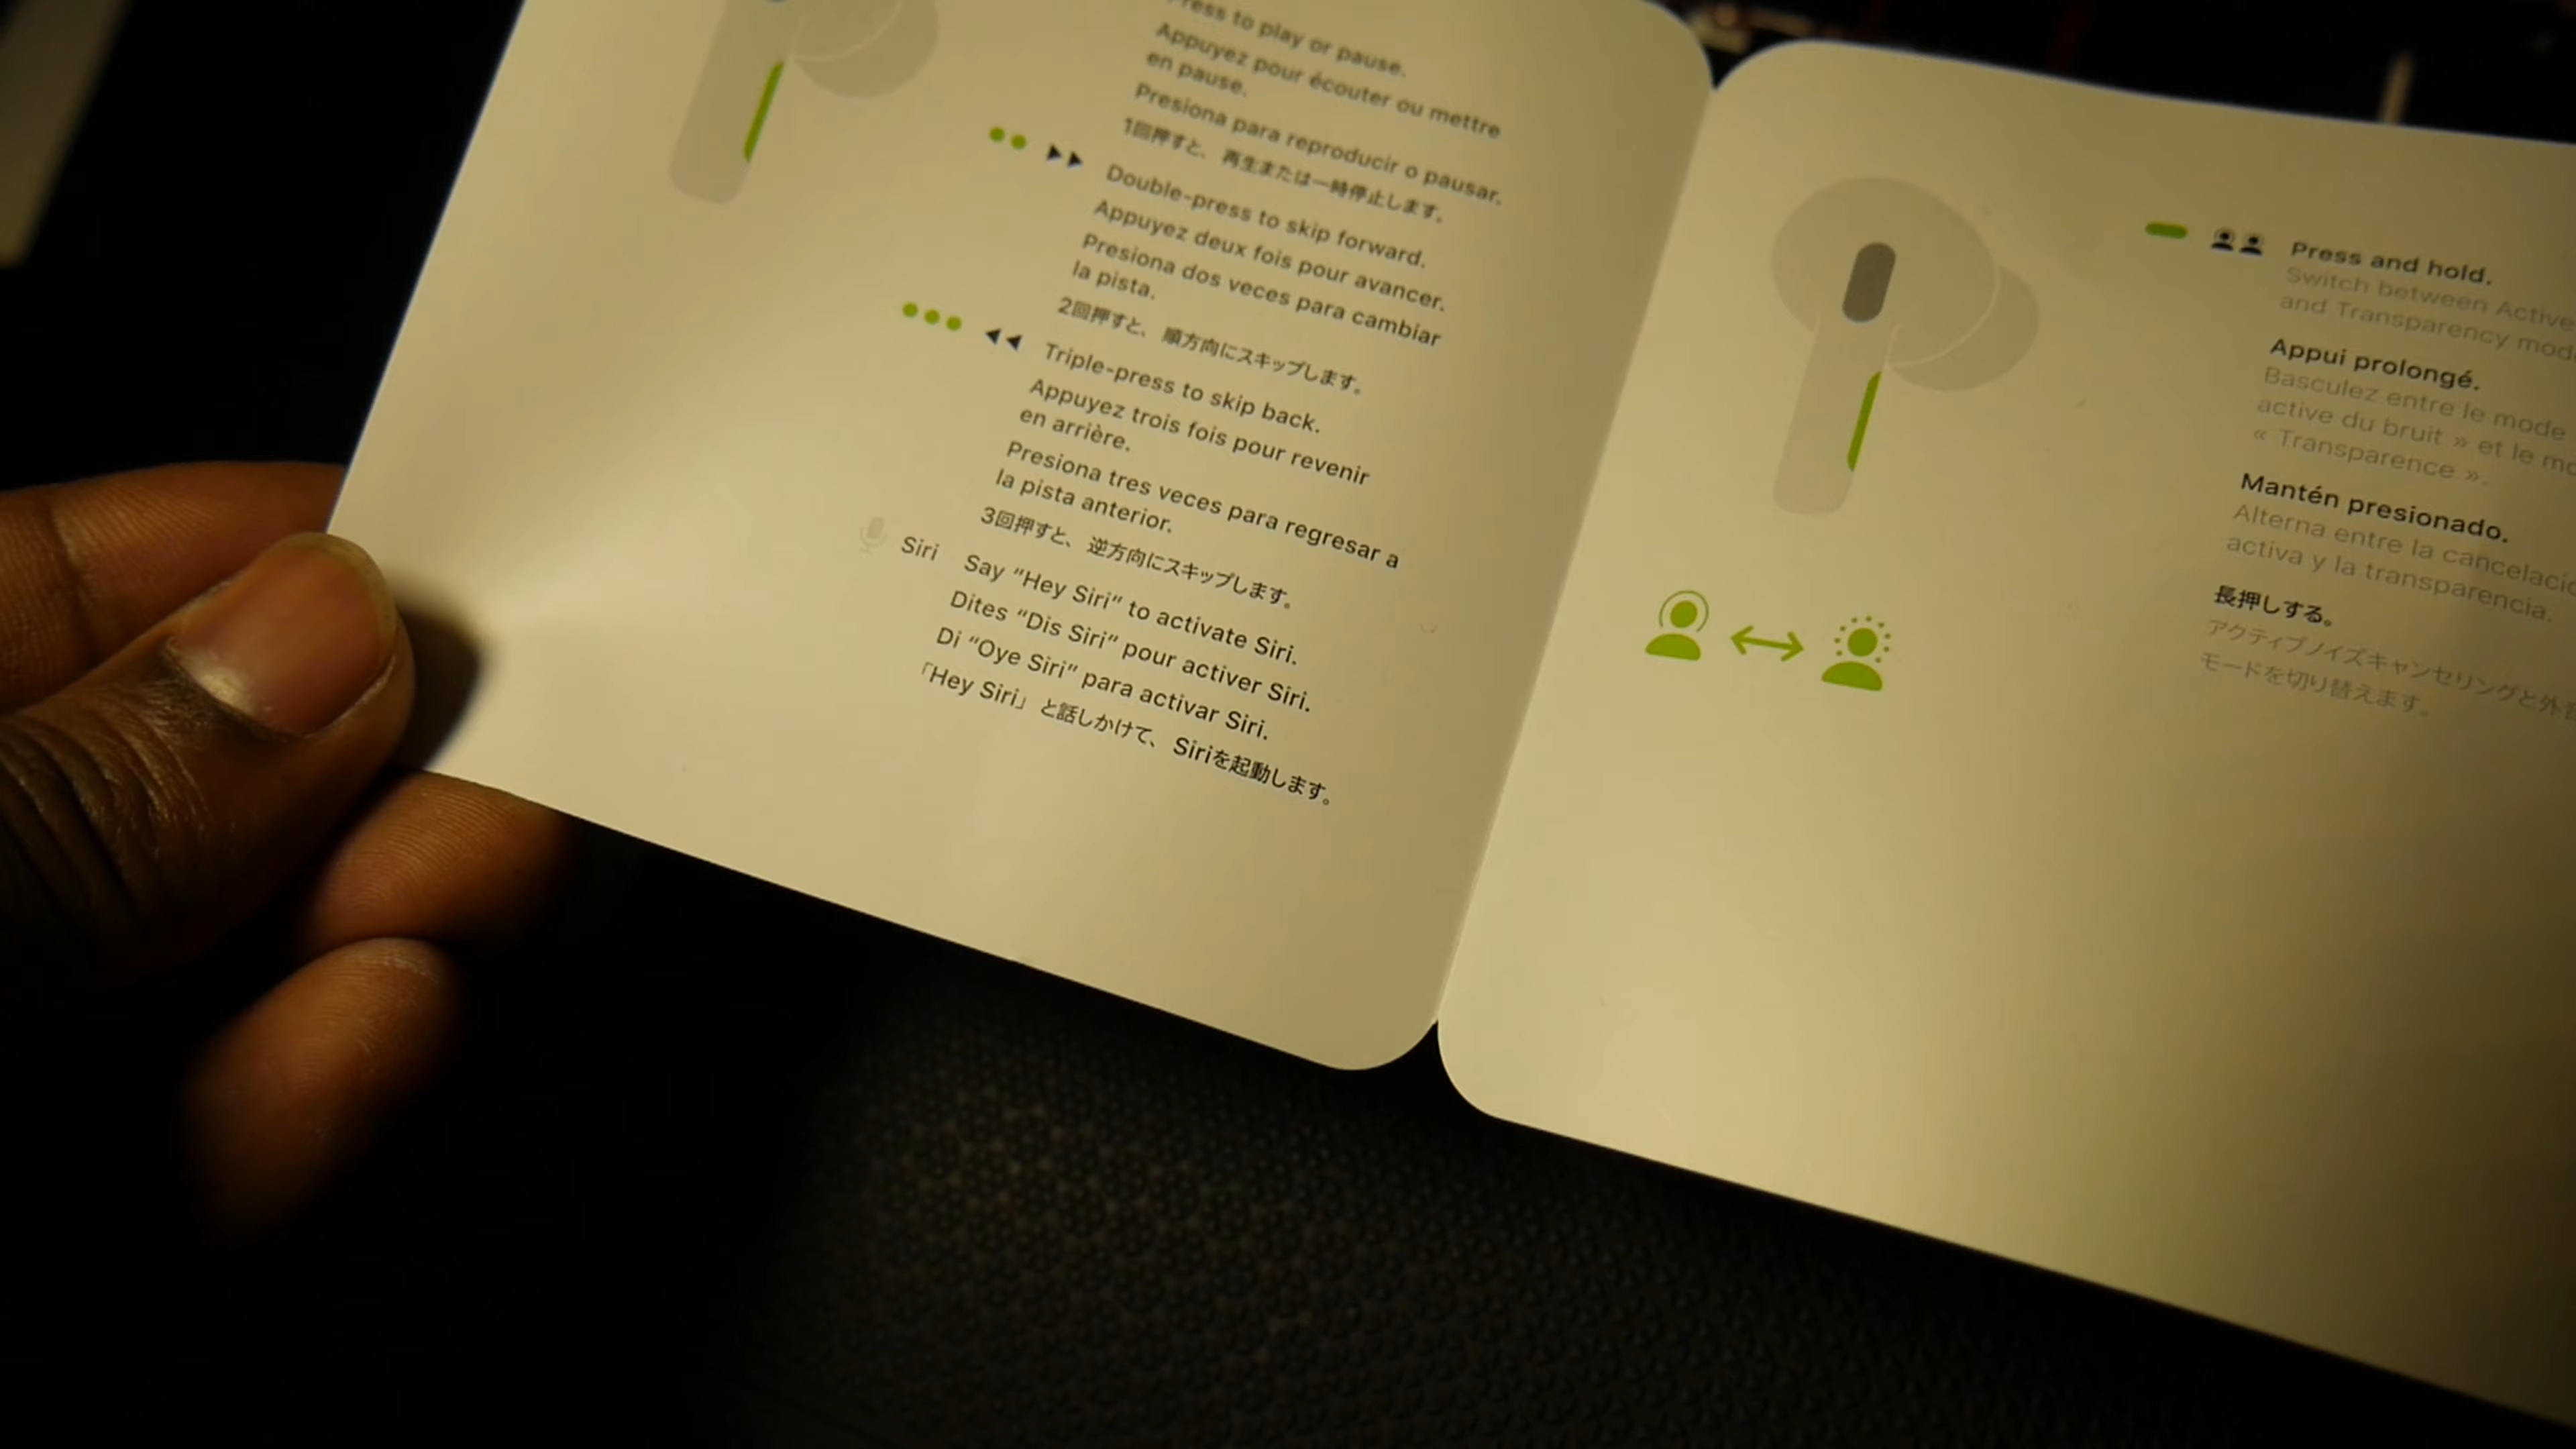 Press to play or pause.
Appuyez pour écouter ou mettre
en pause.
Presiona para reproducir o pausar.
1回押すと、再生または一時停止します。
Double-press to skip forward.
Appuyez deux fois pour avancer.
Presiona dos veces para cambiar
la pista.
2回押すと、順方向にスキップします。
Triple-press to skip back.
Appuyez trois fois pour revenir
en arrière.
Presiona tres veces para regresar a
la pista anterior.
3回押すと、逆方向にスキップします。
Siri Say “Hey Siri” to activate Siri.
Dites “Dis Siri” pour activer Siri.
Di “Oye Siri” para activar Siri.
「Hey Siri」と話しかけて、Siriを起動します。
Press and hold.
Switch between Active
and Transparency
Appui prolongé.
Basculez entre le mode
active du bruit » et le
« Transparence ».
Mantén presionado.
Alterna entre la
activa y la transparencia.
長押しする。
アクティブノイズキャンセリングと外
モードを切り替えます。